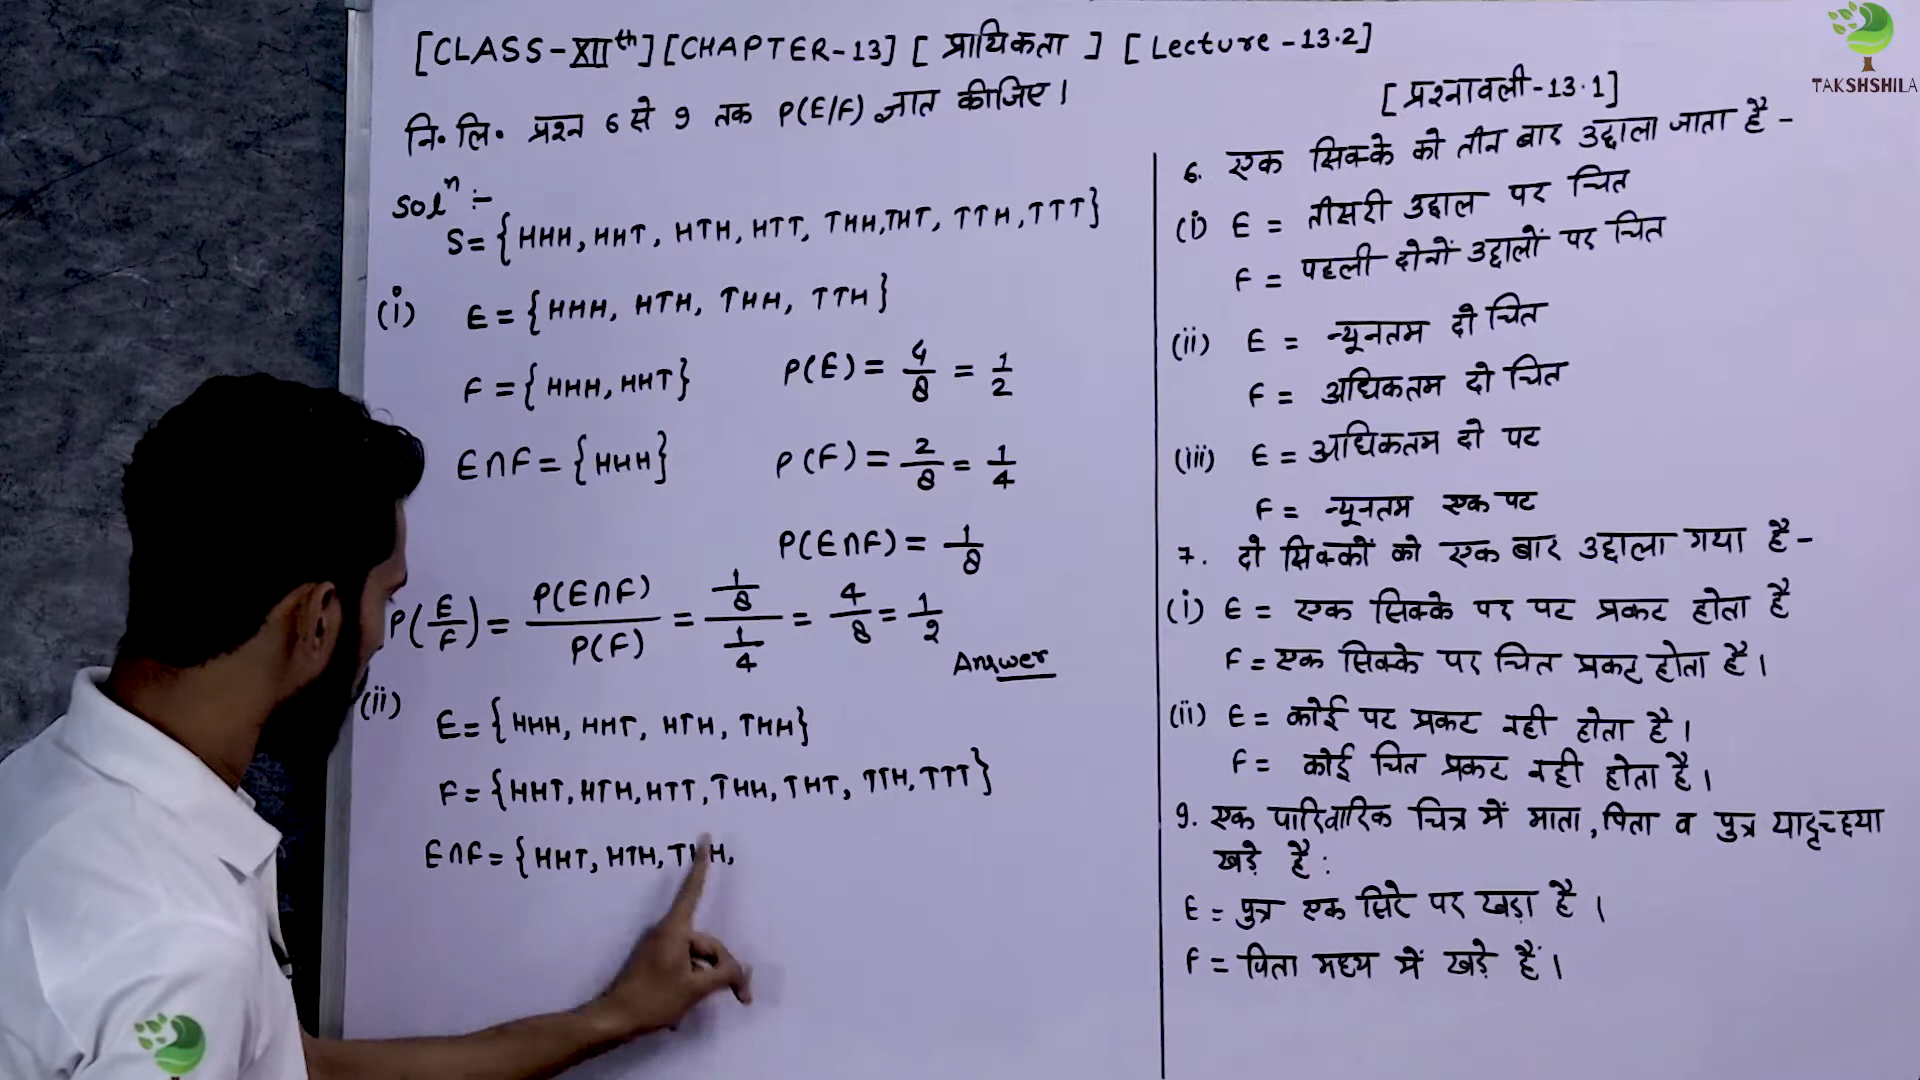 [CLASS-XIIth] [CHAPTER-13] [ प्रायिकता ] [ Lecture -13.2]
नि॰ लि॰ प्रश्न 6 से 9 तक P(E/F) ज्ञात कीजिए।
Solⁿ :-
S= {HHH, HHT, HTH, HTT, THH,THT, TTH,TTT}
(i) E = {HHH, HTH, THH, TTH}
F = {HHH, HHT} P(E) = 4/8 = 1/2
E∩F = {HHH} P(F) = 2/8 = 1/4
P(E∩F) = 1/8
P(E/F) = P(E∩F)/P(F) = (1/8)/(1/4) = 4/8 = 1/2
Answer
(ii)
E= {HHH, HHT, HTH, THH}
F= {HHT, HTH, HTT, THH, THT, TTH, TTT}
E∩F = {HHT, HTH, THH,
[प्रश्नावली-13.1]
6. एक सिक्के को तीन बार उछाला जाता है -
(i) E = तीसरी उछाल पर चित
F = पहली दोनों उछालों पर चित
(ii) E = न्यूनतम दो चित
F = अधिकतम दो चित
(iii) E = अधिकतम दो पट
F = न्यूनतम एक पट
7. दो सिक्कों को एक बार उछाला गया है -
(i) E = एक सिक्के पर पट प्रकट होता है
F = एक सिक्के पर चित प्रकट होता है।
(ii) E = कोई पट प्रकट नही होता है।
F = कोई चित प्रकट नही होता है।
9. एक पारिवारिक चित्र में माता, पिता व पुत्र यादृच्छया
खड़े हैं:
E = पुत्र एक सिरे पर खड़ा है।
F = पिता मध्य में खड़े हैं।
TAKSHSHILA